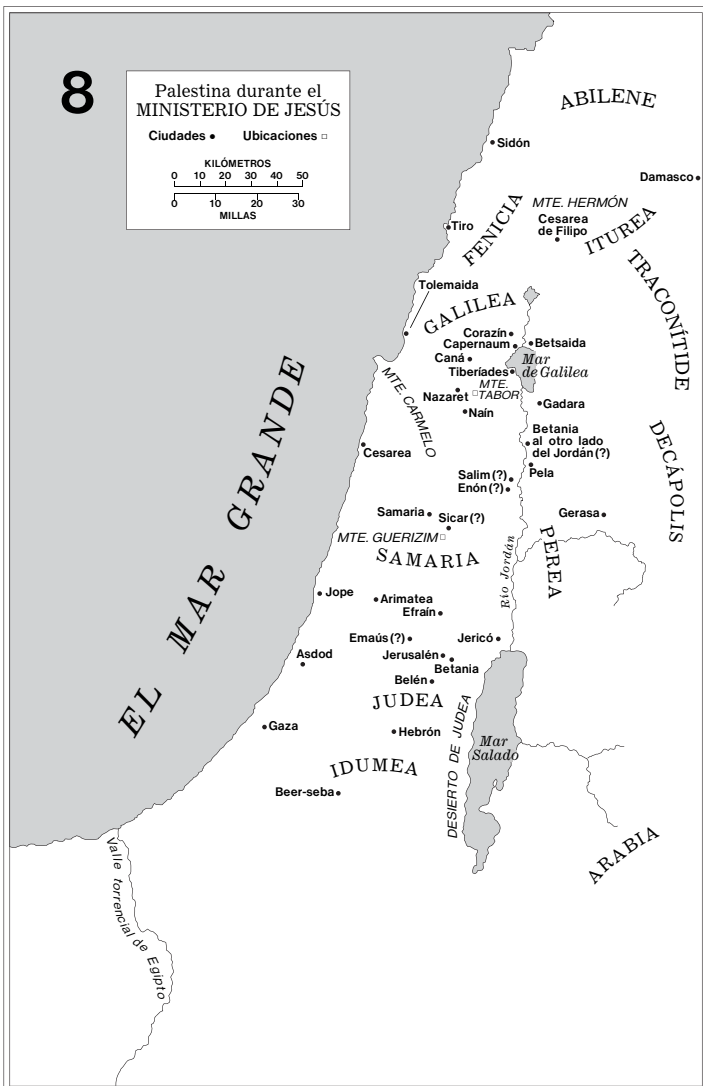 8
Palestina durante el
MINISTERIO DE JESÚS
Ciudades Ubicaciones
KILÓMETROS
0 10 20 30 40 50
0 10 20 30
MILLAS
ABILENE
Sidón
Damasco
MTE. HERMÓN
Cesarea
de Filipo
ITUREA
FENICIA
Tiro
TRACONÍTIDE
Tolemaida
GALILEA
Corazín
Capernaum
Betsaida
Caná
Mar
de Galilea
Tiberíades
MTE.
TABOR
Nazaret
Naín
Gadara
MTE. CARMELO
Betania
al otro lado
del Jordán (?)
Cesarea
Pela
Salim (?)
Enón (?)
DECÁPOLIS
Samaria
Sicar (?)
Gerasa
MTE. GUERIZIM
SAMARIA
Río Jordán
PEREA
EL MAR GRANDE
Jope
Arimatea
Efraín
Emaús (?)
Jericó
Asdod
Jerusalén
Betania
Belén
JUDEA
Gaza
Hebrón
DESIERTO DE JUDEA
Mar
Salado
IDUMEA
Beer-seba
ARABIA
Valle torrencial de Egipto